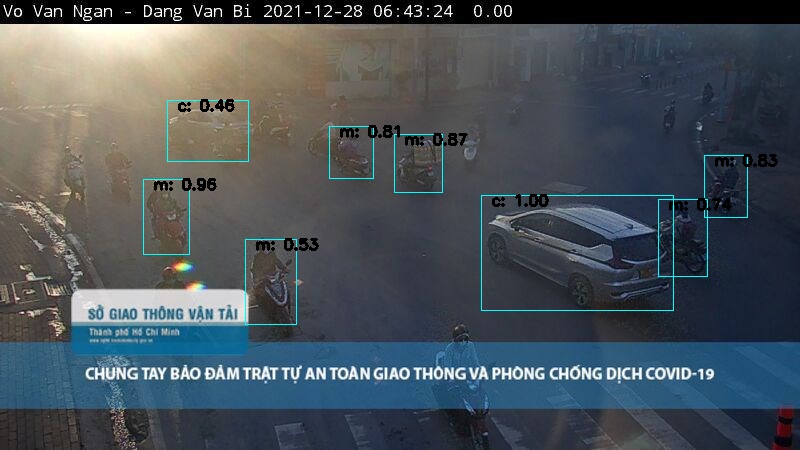 Vo Van Ngan - Dang Van Bi 2021-12-28 06:43:24 0.00
c: 0.46
m: 0.81
m: 0.87
m: 0.83
m: 0.96
c: 1.00
m: 0.74
m: 0.53
SỞ GIAO THÔNG VẬN TẢI
Thành phố Hồ Chí Minh
CHUNG TAY BẢO ĐẢM TRẬT TỰ AN TOÀN GIAO THÔNG VÀ PHÒNG CHỐNG DỊCH COVID-19